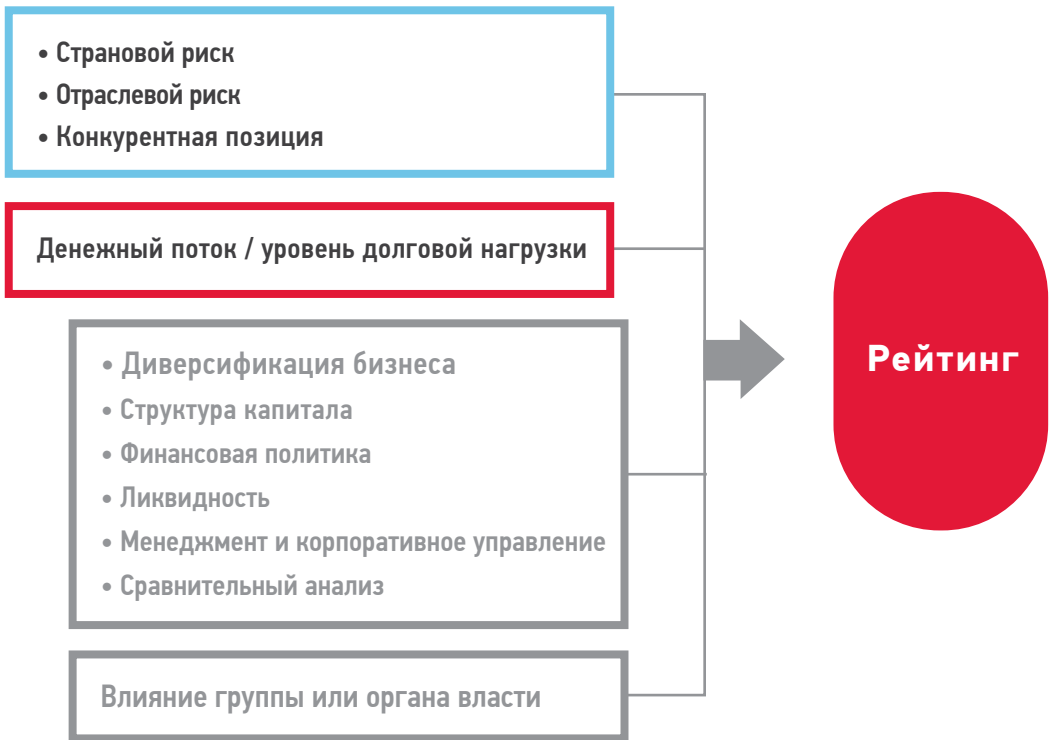 • Страновой риск
• Отраслевой риск
• Конкурентная позиция
Денежный поток / уровень долговой нагрузки
• Диверсификация бизнеса
• Структура капитала
• Финансовая политика
• Ликвидность
• Менеджмент и корпоративное управление
• Сравнительный анализ
Влияние группы или органа власти
Рейтинг